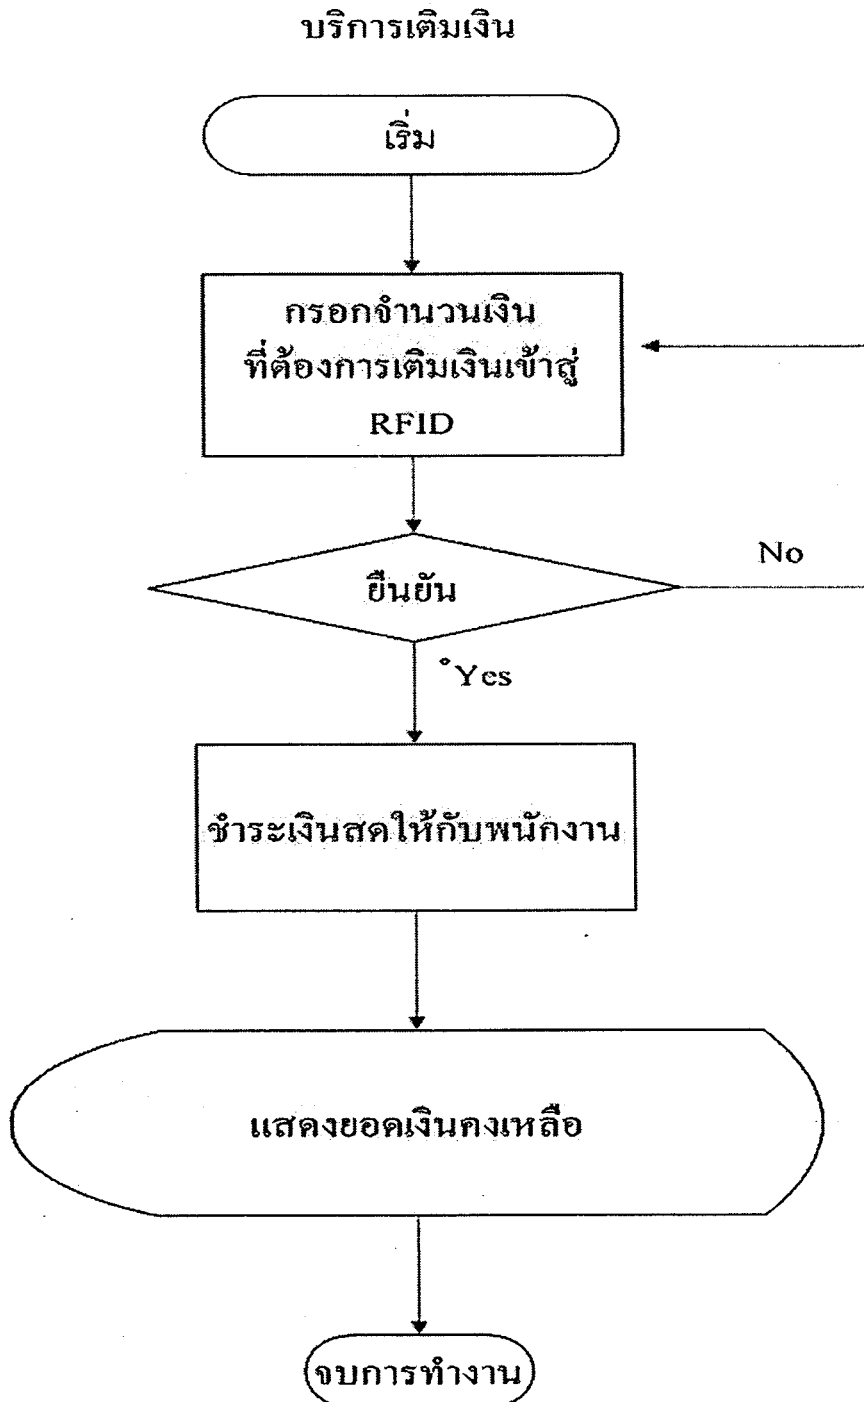 บริการเติมเงิน
เริ่ม
กรอกจำนวนเงิน
ที่ต้องการเติมเงินเข้าสู่
RFID
ยืนยัน
No
Yes
ชำระเงินสดให้กับพนักงาน
แสดงยอดเงินคงเหลือ
จบการทำงาน